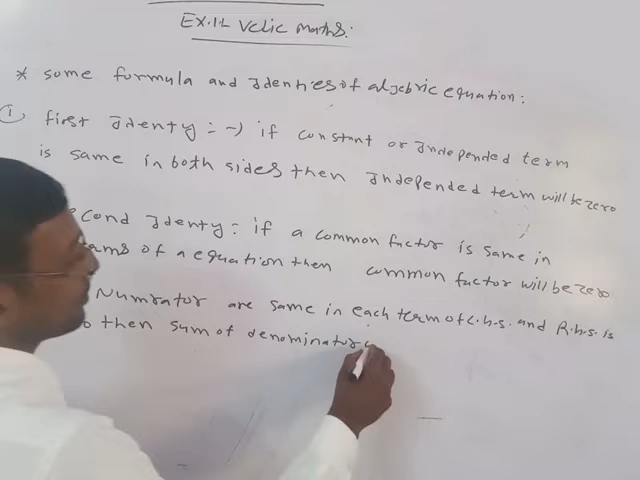 EX.1.1 Vedic maths:
* some formula and Identies of algebric equation:
① first Identy := → if constant or Independed term
is same in both sides then Independed term will be zero
cond Identy: if a common factor is same in
of a equation then common factor will be zero
Numrator are same in each term of L.h.s. and R.h.s. is
then sum of denominator